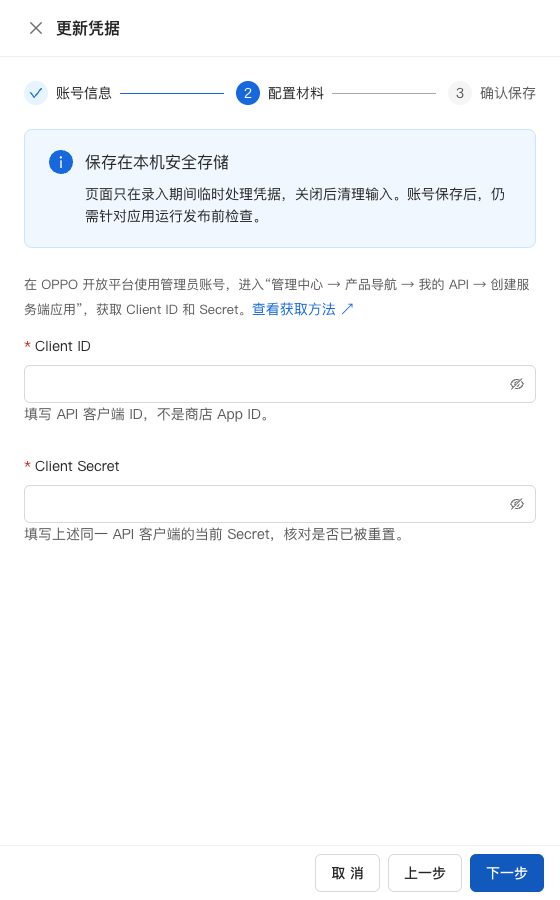 更新凭据
账号信息
2 配置材料
3 确认保存
保存在本机安全存储
页面只在录入期间临时处理凭据，关闭后清理输入。账号保存后，仍
需针对应用运行发布前检查。
在 OPPO 开放平台使用管理员账号，进入“管理中心 → 产品导航 → 我的 API → 创建服
务端应用”，获取 Client ID 和 Secret。查看获取方法 ↗
* Client ID
填写 API 客户端 ID，不是商店 App ID。
* Client Secret
填写上述同一 API 客户端的当前 Secret，核对是否已被重置。
取 消
上一步
下一步